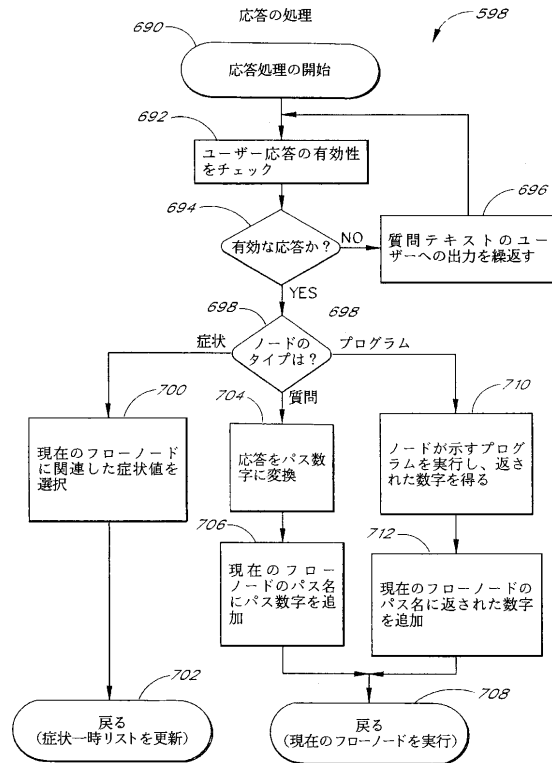 応答の処理
598
690
応答処理の開始
692
ユーザー応答の有効性
をチェック
694
有効な応答か?
NO
696
質問テキストのユー
ザーへの出力を繰返す
YES
698
698
ノードの
タイプは?
症状
プログラム
質問
700
現在のフローノード
に関連した症状値を
選択
704
応答をパス数
字に変換
710
ノードが示すプログ
ラムを実行し、返さ
れた数字を得る
706
現在のフロー
ノードのパス名
にパス数字を追
加
712
現在のフローノードの
パス名に返された数字
を追加
702
戻る
(症状一時リストを更新)
708
戻る
(現在のフローノードを実行)